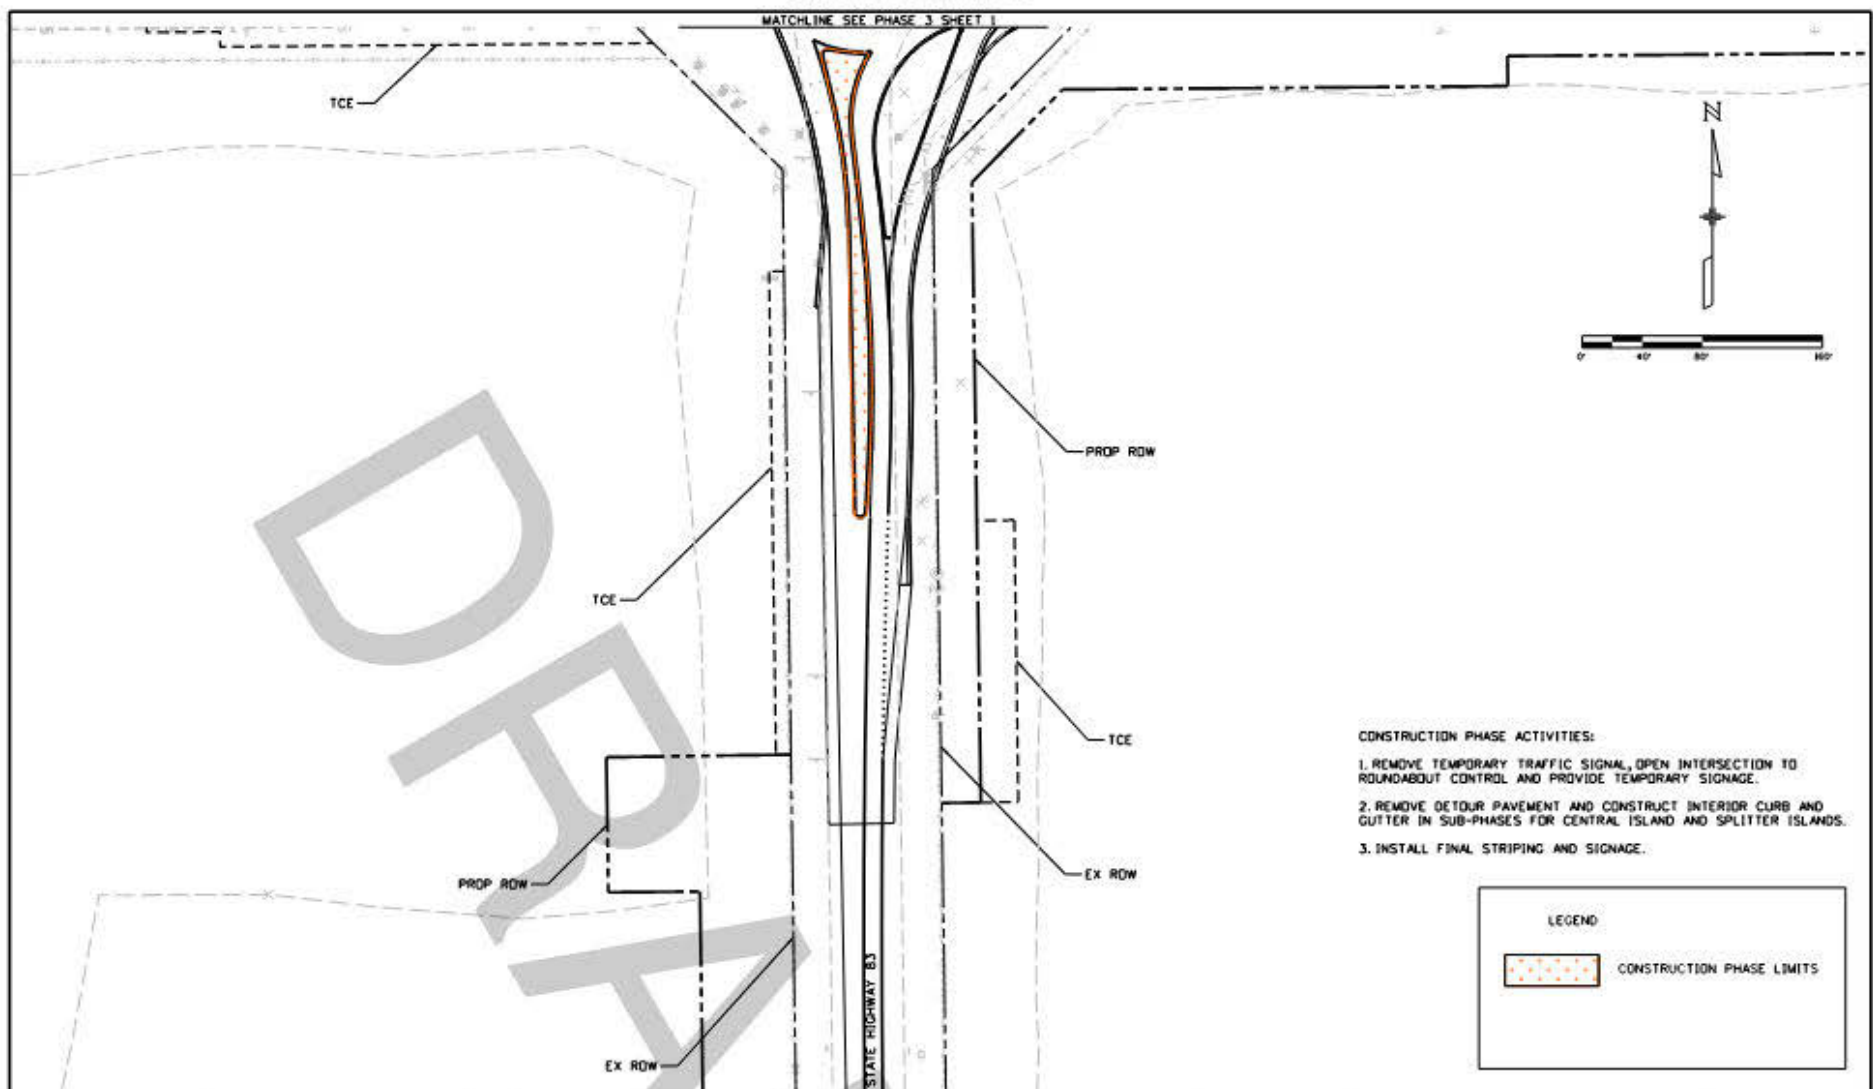 MATCHLINE SEE PHASE 3 SHEET 1
TCE
N
0' 40' 80' 160'
PROP ROW
TCE
TCE
CONSTRUCTION PHASE ACTIVITIES:
1. REMOVE TEMPORARY TRAFFIC SIGNAL, OPEN INTERSECTION TO
ROUNDABOUT CONTROL AND PROVIDE TEMPORARY SIGNAGE.
2. REMOVE DETOUR PAVEMENT AND CONSTRUCT INTERIOR CURB AND
GUTTER IN SUB-PHASES FOR CENTRAL ISLAND AND SPLITTER ISLANDS.
3. INSTALL FINAL STRIPING AND SIGNAGE.
PROP ROW
EX ROW
LEGEND
CONSTRUCTION PHASE LIMITS
STATE HIGHWAY 83
EX ROW
DRA